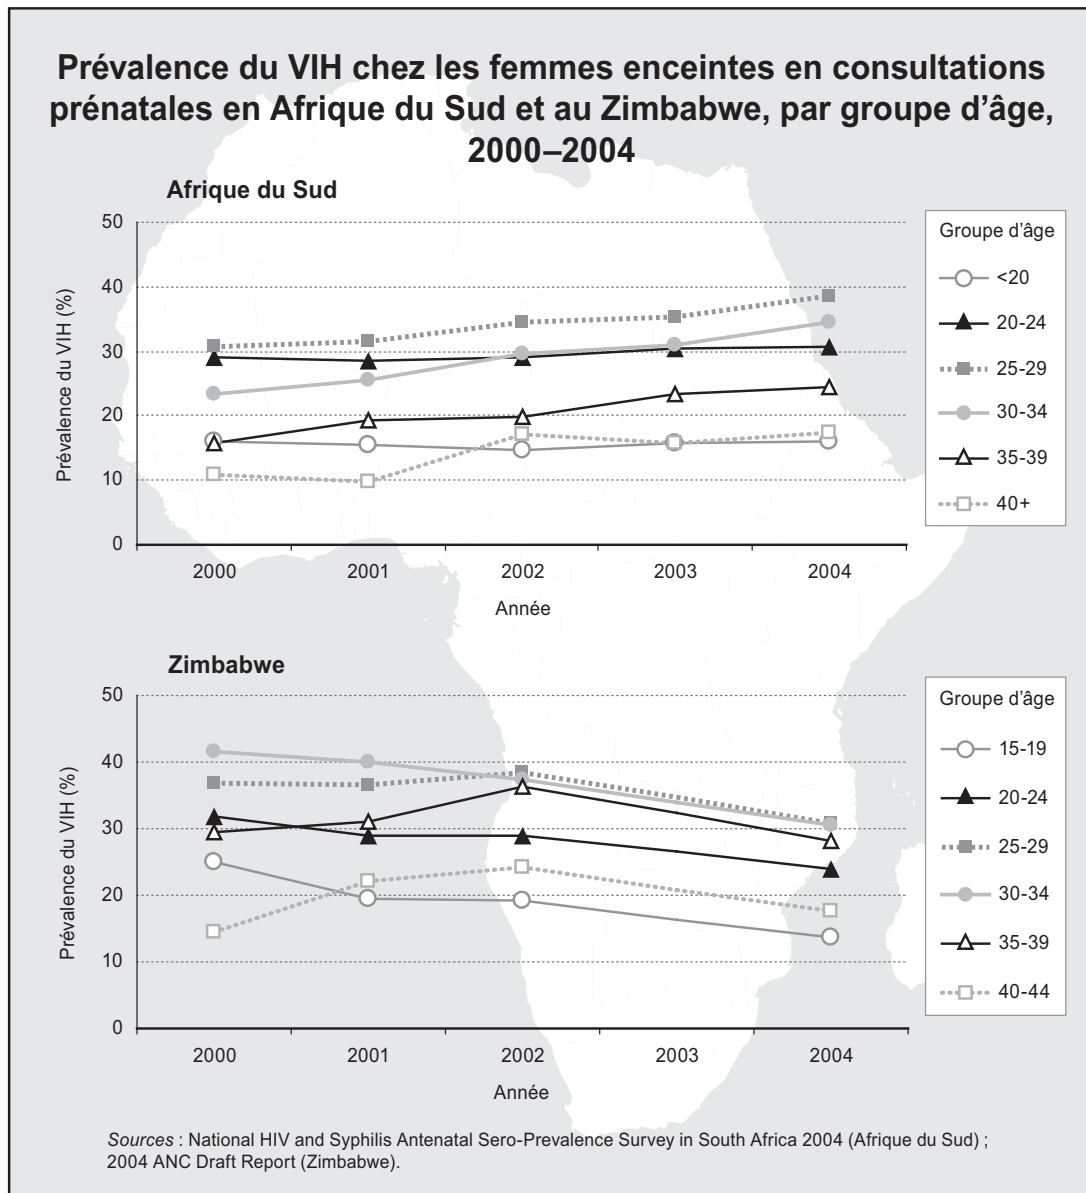 Prévalence du VIH chez les femmes enceintes en consultations
prénatales en Afrique du Sud et au Zimbabwe, par groupe d’âge,
2000–2004
Afrique du Sud
Prévalence du VIH (%)
50
40
30
20
10
0
2000 2001 2002 2003 2004
Année
Groupe d’âge
<20
20-24
25-29
30-34
35-39
40+
Zimbabwe
Prévalence du VIH (%)
50
40
30
20
10
0
2000 2001 2002 2003 2004
Année
Groupe d’âge
15-19
20-24
25-29
30-34
35-39
40-44
Sources : National HIV and Syphilis Antenatal Sero-Prevalence Survey in South Africa 2004 (Afrique du Sud) ;
2004 ANC Draft Report (Zimbabwe).